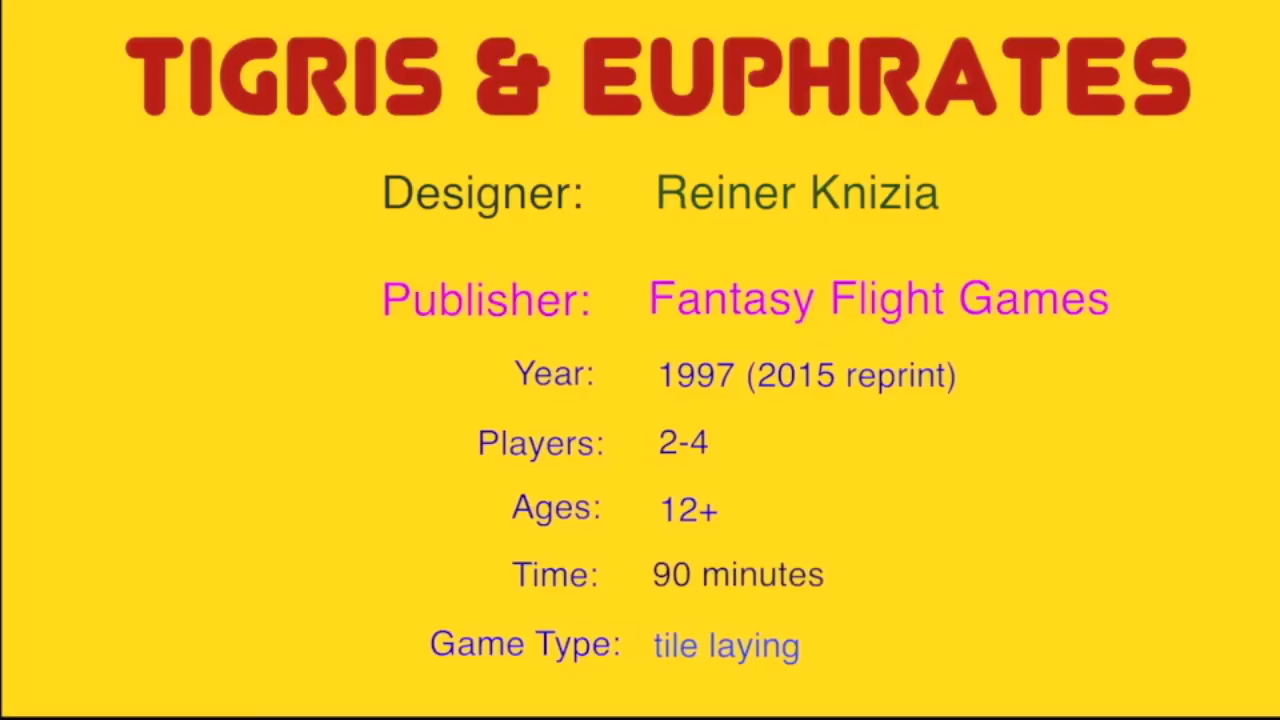 TIGRIS & EUPHRATES
Designer: Reiner Knizia
Publisher: Fantasy Flight Games
Year: 1997 (2015 reprint)
Players: 2-4
Ages: 12+
Time: 90 minutes
Game Type: tile laying